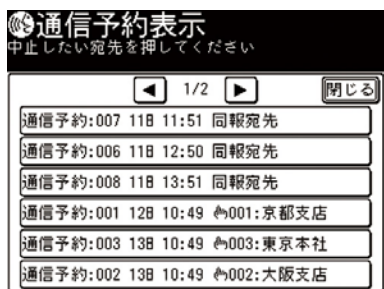 通信予約表示
中止したい宛先を押してください
1/2
閉じる
通信予約:007 11日 11:51 同報宛先
通信予約:006 11日 12:50 同報宛先
通信予約:008 11日 13:51 同報宛先
通信予約:001 12日 10:49 001:京都支店
通信予約:003 13日 10:49 003:東京本社
通信予約:002 13日 10:49 002:大阪支店